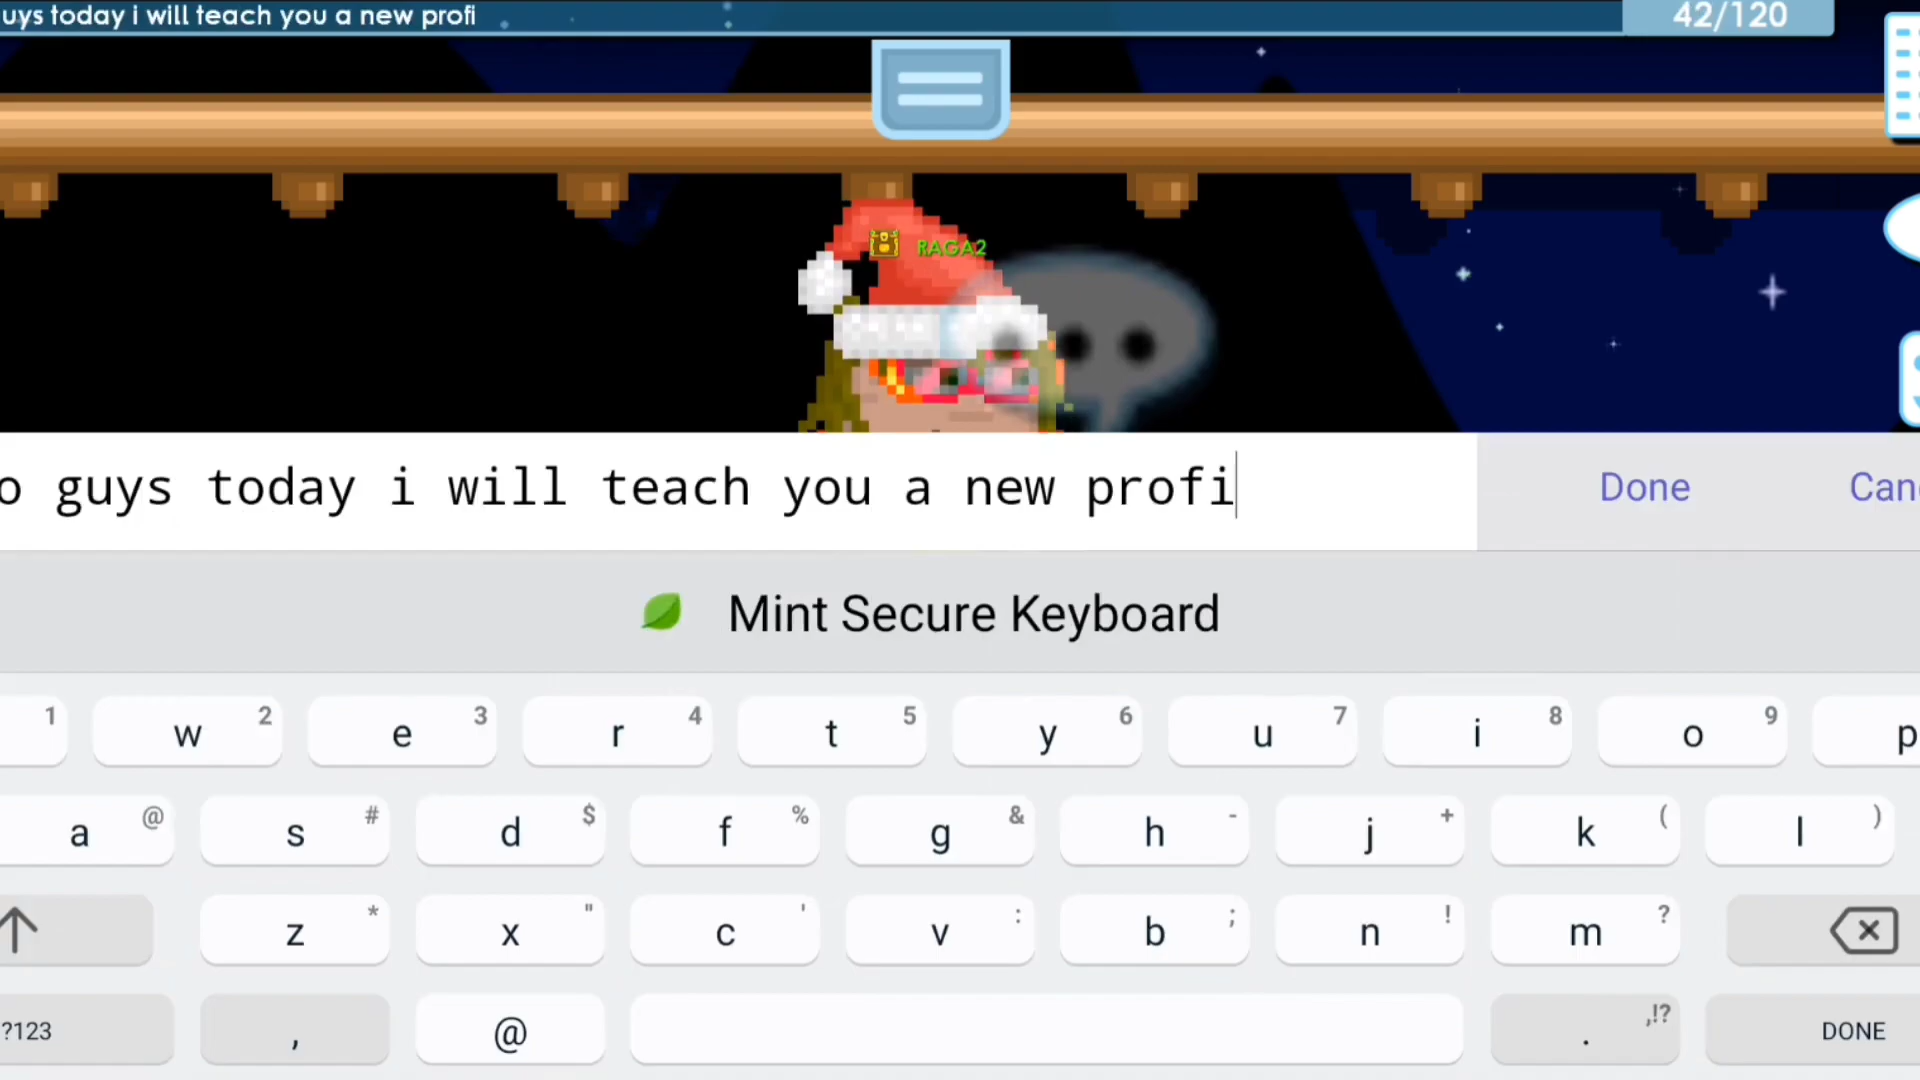 uys today i will teach you a new profi
42/120
RAGA2
o guys today i will teach you a new profi
Done
Can
Mint Secure Keyboard
1 w 2 e 3 r 4 t 5 y 6 u 7 i 8 o 9 p
a @ s # d $ f % g & h - j + k ( l )
z * x " c ' v : b ; n ! m ?
?123 , @ . ,!? DONE